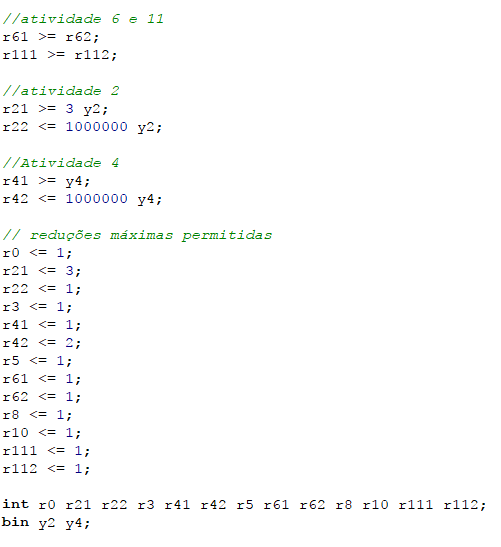 //atividade 6 e 11
r61 >= r62;
r111 >= r112;
//atividade 2
r21 >= 3 y2;
r22 <= 1000000 y2;
//Atividade 4
r41 >= y4;
r42 <= 1000000 y4;
// reduções máximas permitidas
r0 <= 1;
r21 <= 3;
r22 <= 1;
r3 <= 1;
r41 <= 1;
r42 <= 2;
r5 <= 1;
r61 <= 1;
r62 <= 1;
r8 <= 1;
r10 <= 1;
r111 <= 1;
r112 <= 1;
int r0 r21 r22 r3 r41 r42 r5 r61 r62 r8 r10 r111 r112;
bin y2 y4;